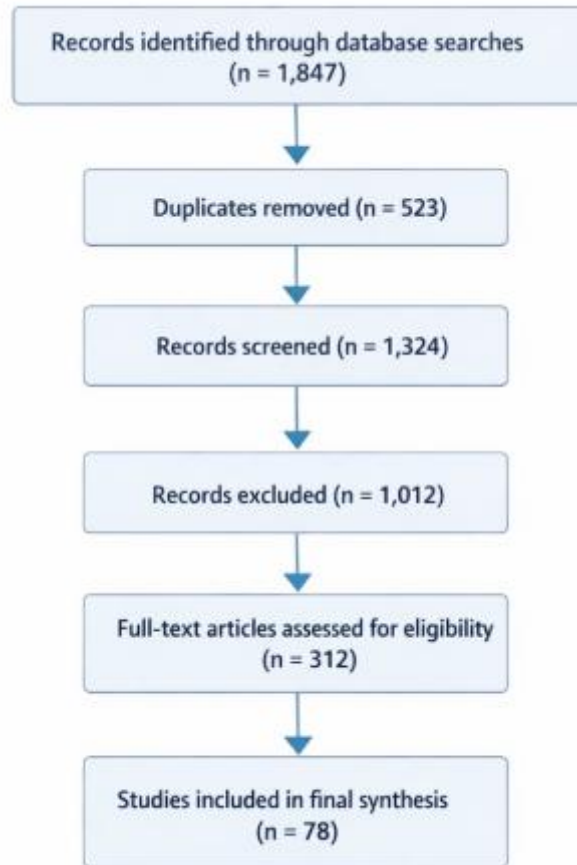 Records identified through database searches
(n = 1,847)
Duplicates removed (n = 523)
Records screened (n = 1,324)
Records excluded (n = 1,012)
Full-text articles assessed for eligibility
(n = 312)
Studies included in final synthesis
(n = 78)